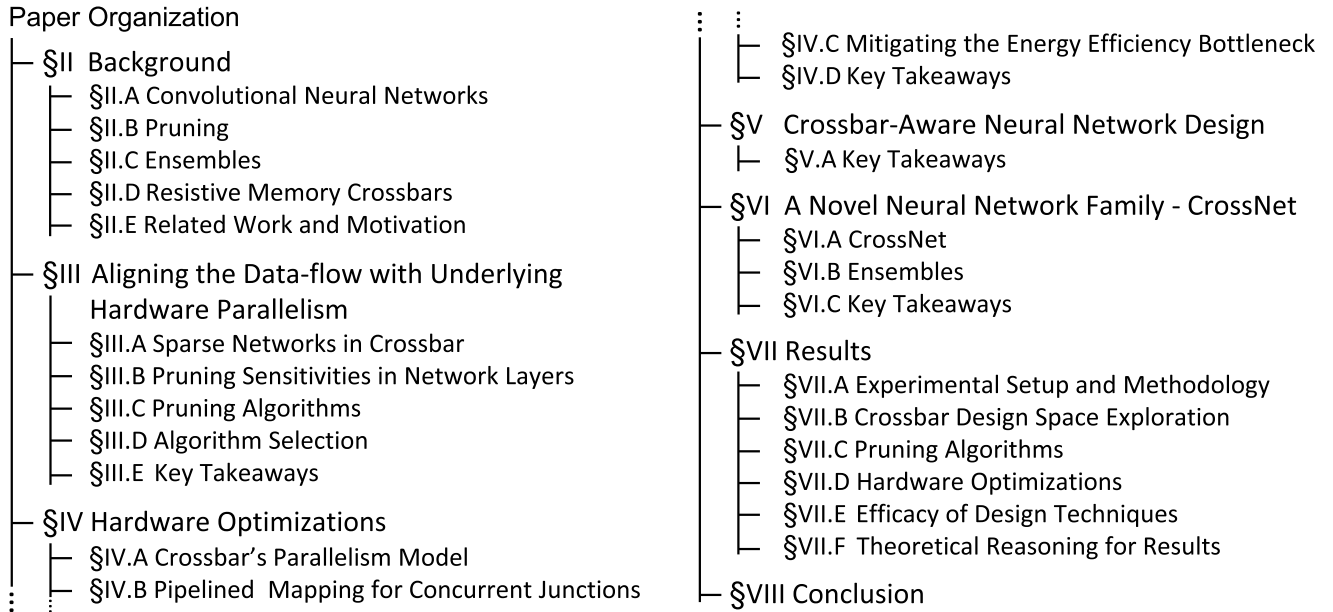 Paper Organization
§II Background
§II.A Convolutional Neural Networks
§II.B Pruning
§II.C Ensembles
§II.D Resistive Memory Crossbars
§II.E Related Work and Motivation
§III Aligning the Data-flow with Underlying
Hardware Parallelism
§III.A Sparse Networks in Crossbar
§III.B Pruning Sensitivities in Network Layers
§III.C Pruning Algorithms
§III.D Algorithm Selection
§III.E Key Takeaways
§IV Hardware Optimizations
§IV.A Crossbar’s Parallelism Model
§IV.B Pipelined Mapping for Concurrent Junctions
§IV.C Mitigating the Energy Efficiency Bottleneck
§IV.D Key Takeaways
§V Crossbar-Aware Neural Network Design
§V.A Key Takeaways
§VI A Novel Neural Network Family - CrossNet
§VI.A CrossNet
§VI.B Ensembles
§VI.C Key Takeaways
§VII Results
§VII.A Experimental Setup and Methodology
§VII.B Crossbar Design Space Exploration
§VII.C Pruning Algorithms
§VII.D Hardware Optimizations
§VII.E Efficacy of Design Techniques
§VII.F Theoretical Reasoning for Results
§VIII Conclusion